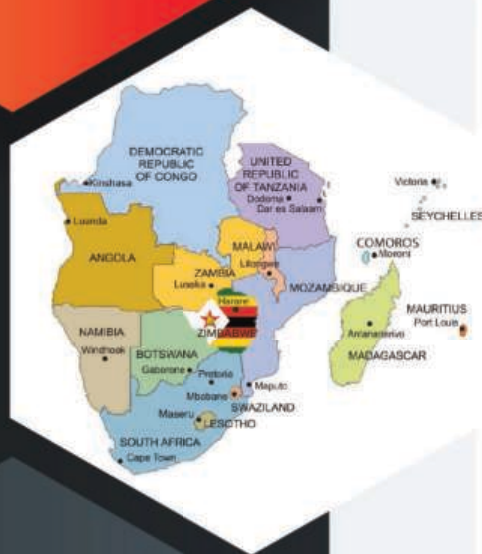 DEMOCRATIC
REPUBLIC
OF CONGO
Kinshasa
UNITED
REPUBLIC
OF TANZANIA
Dodoma
Dar es Salaam
Victoria
SEYCHELLES
Luanda
ANGOLA
MALAWI
Lilongwe
COMOROS
Moroni
ZAMBIA
Lusaka
MOZAMBIQUE
Harare
ZIMBABWE
MAURITIUS
Port Louis
Antananarivo
MADAGASCAR
NAMIBIA
Windhoek
BOTSWANA
Gaborone
Pretoria
Maputo
Mbabane
SWAZILAND
Maseru
LESOTHO
SOUTH AFRICA
Cape Town